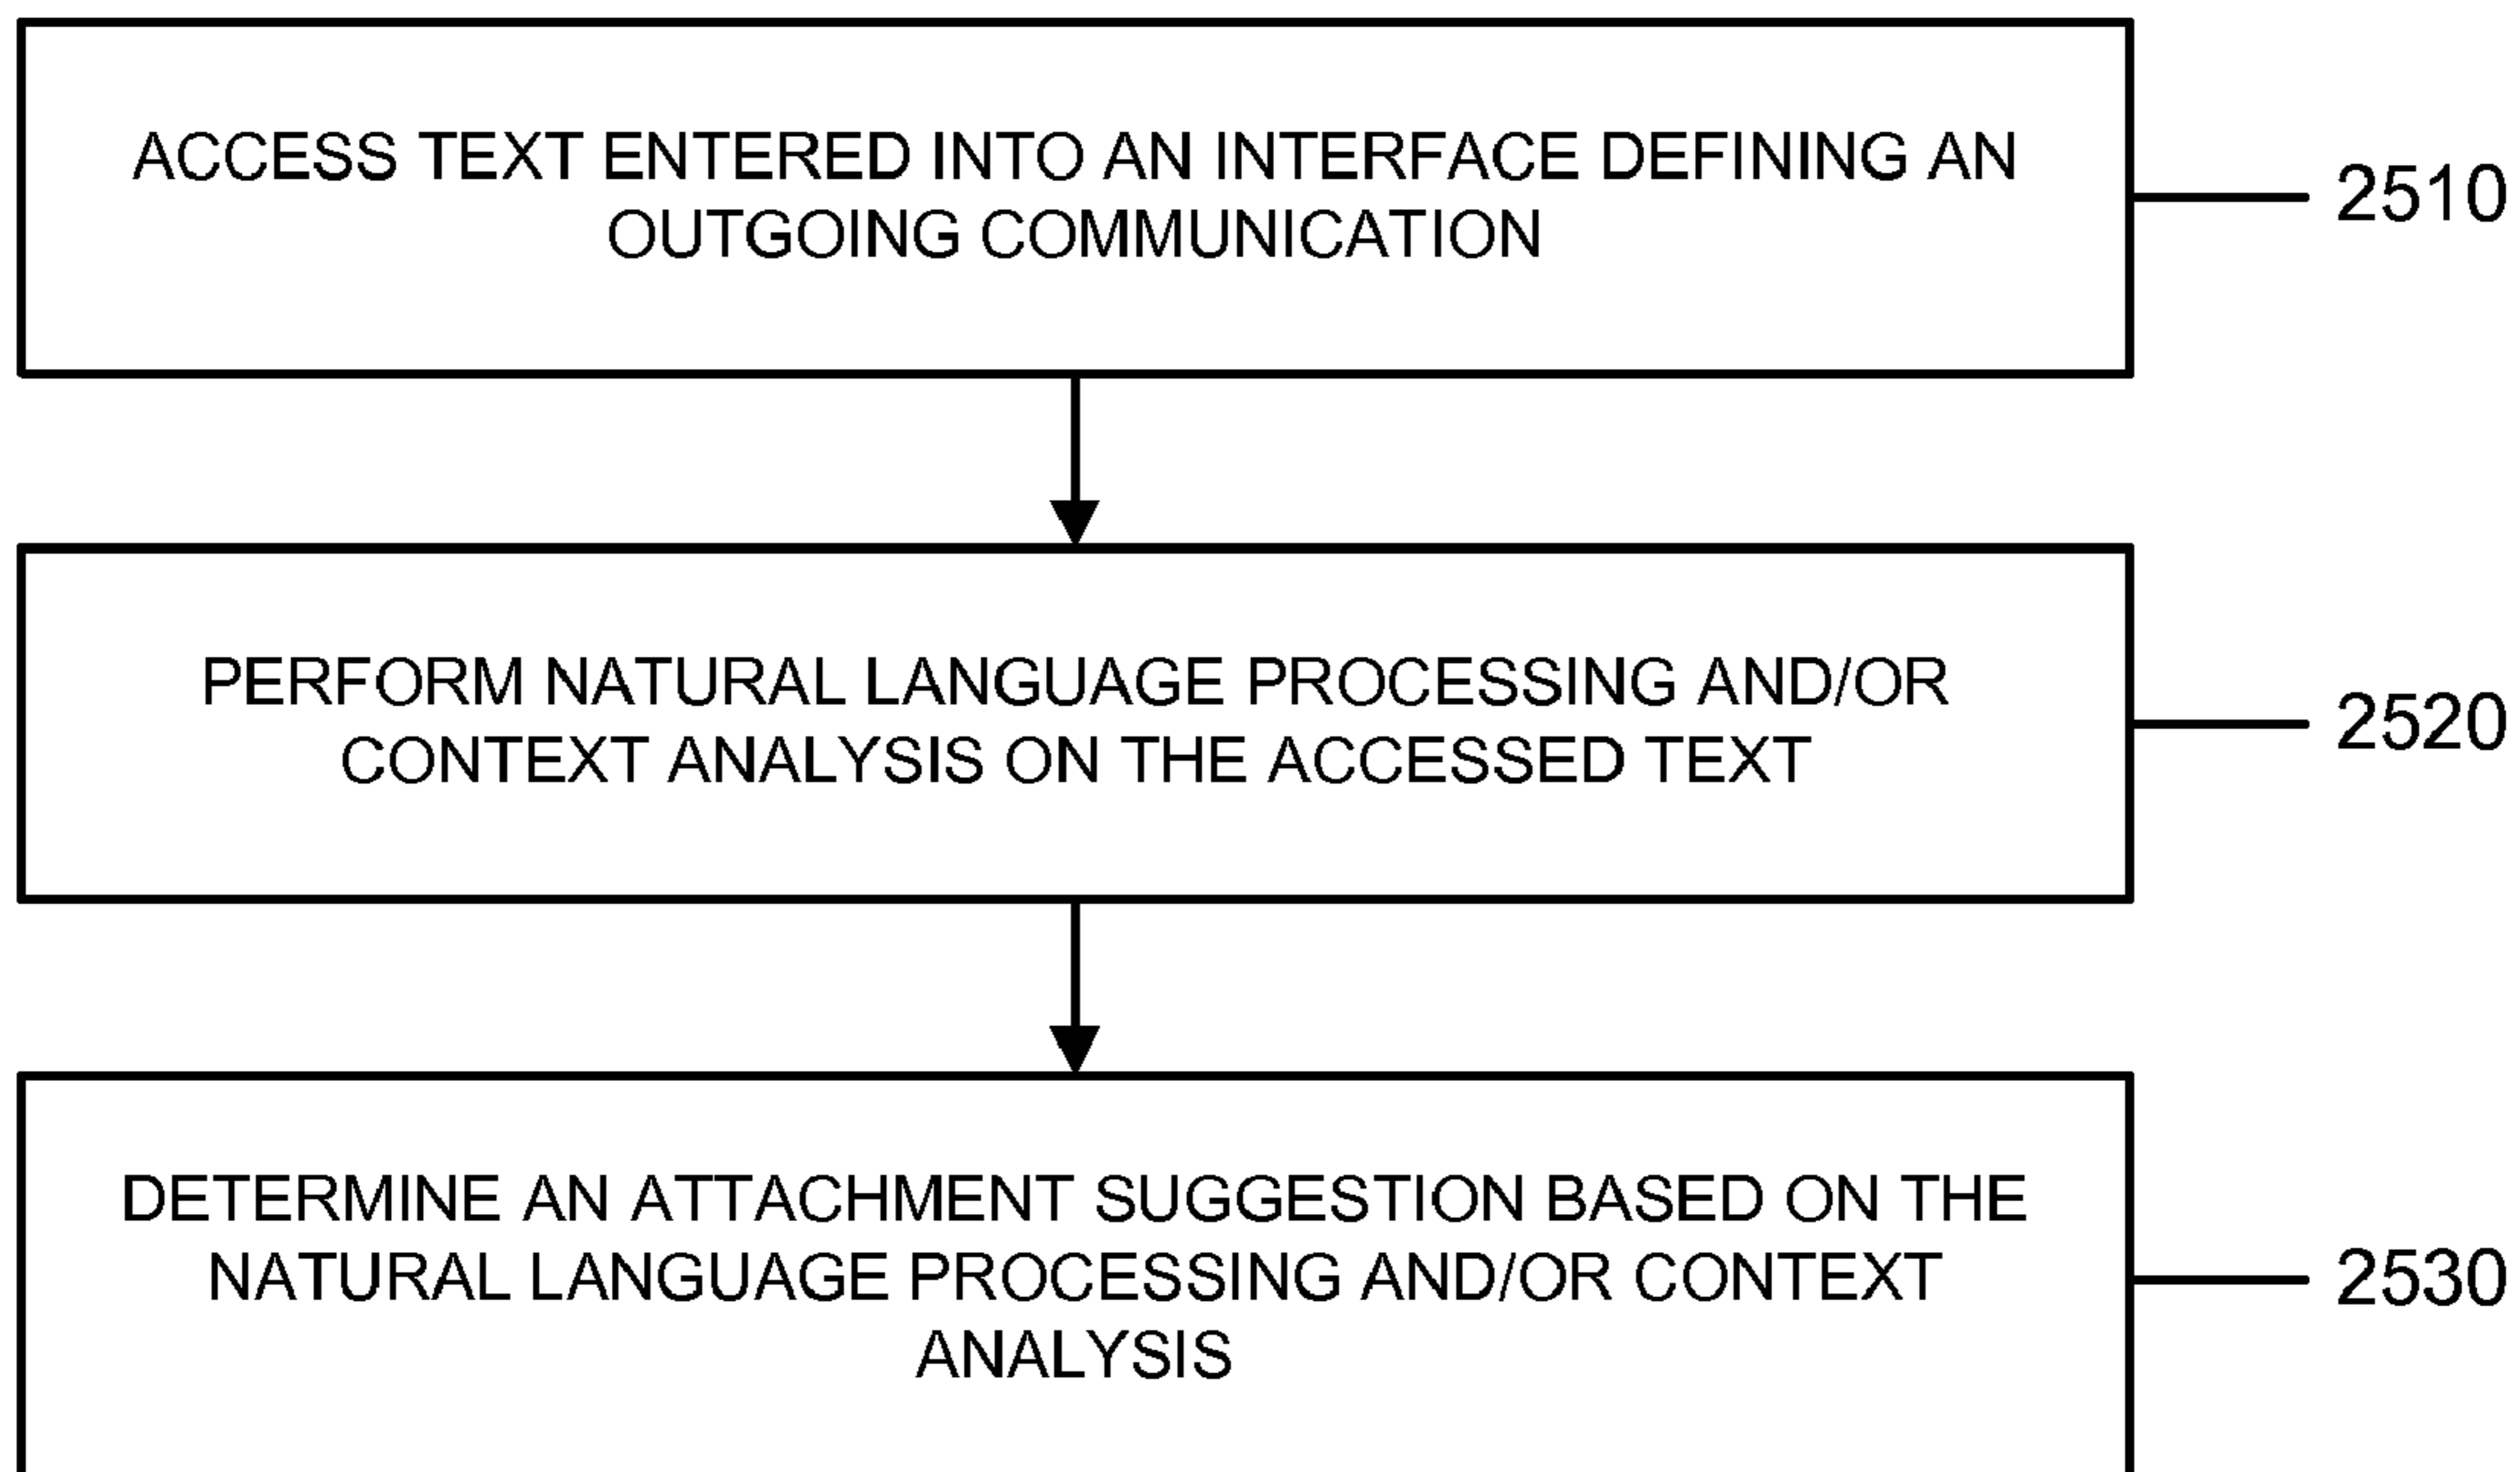 ACCESS TEXT ENTERED INTO AN INTERFACE DEFINING AN
OUTGOING COMMUNICATION
2510
PERFORM NATURAL LANGUAGE PROCESSING AND/OR
CONTEXT ANALYSIS ON THE ACCESSED TEXT
2520
DETERMINE AN ATTACHMENT SUGGESTION BASED ON THE
NATURAL LANGUAGE PROCESSING AND/OR CONTEXT
ANALYSIS
2530